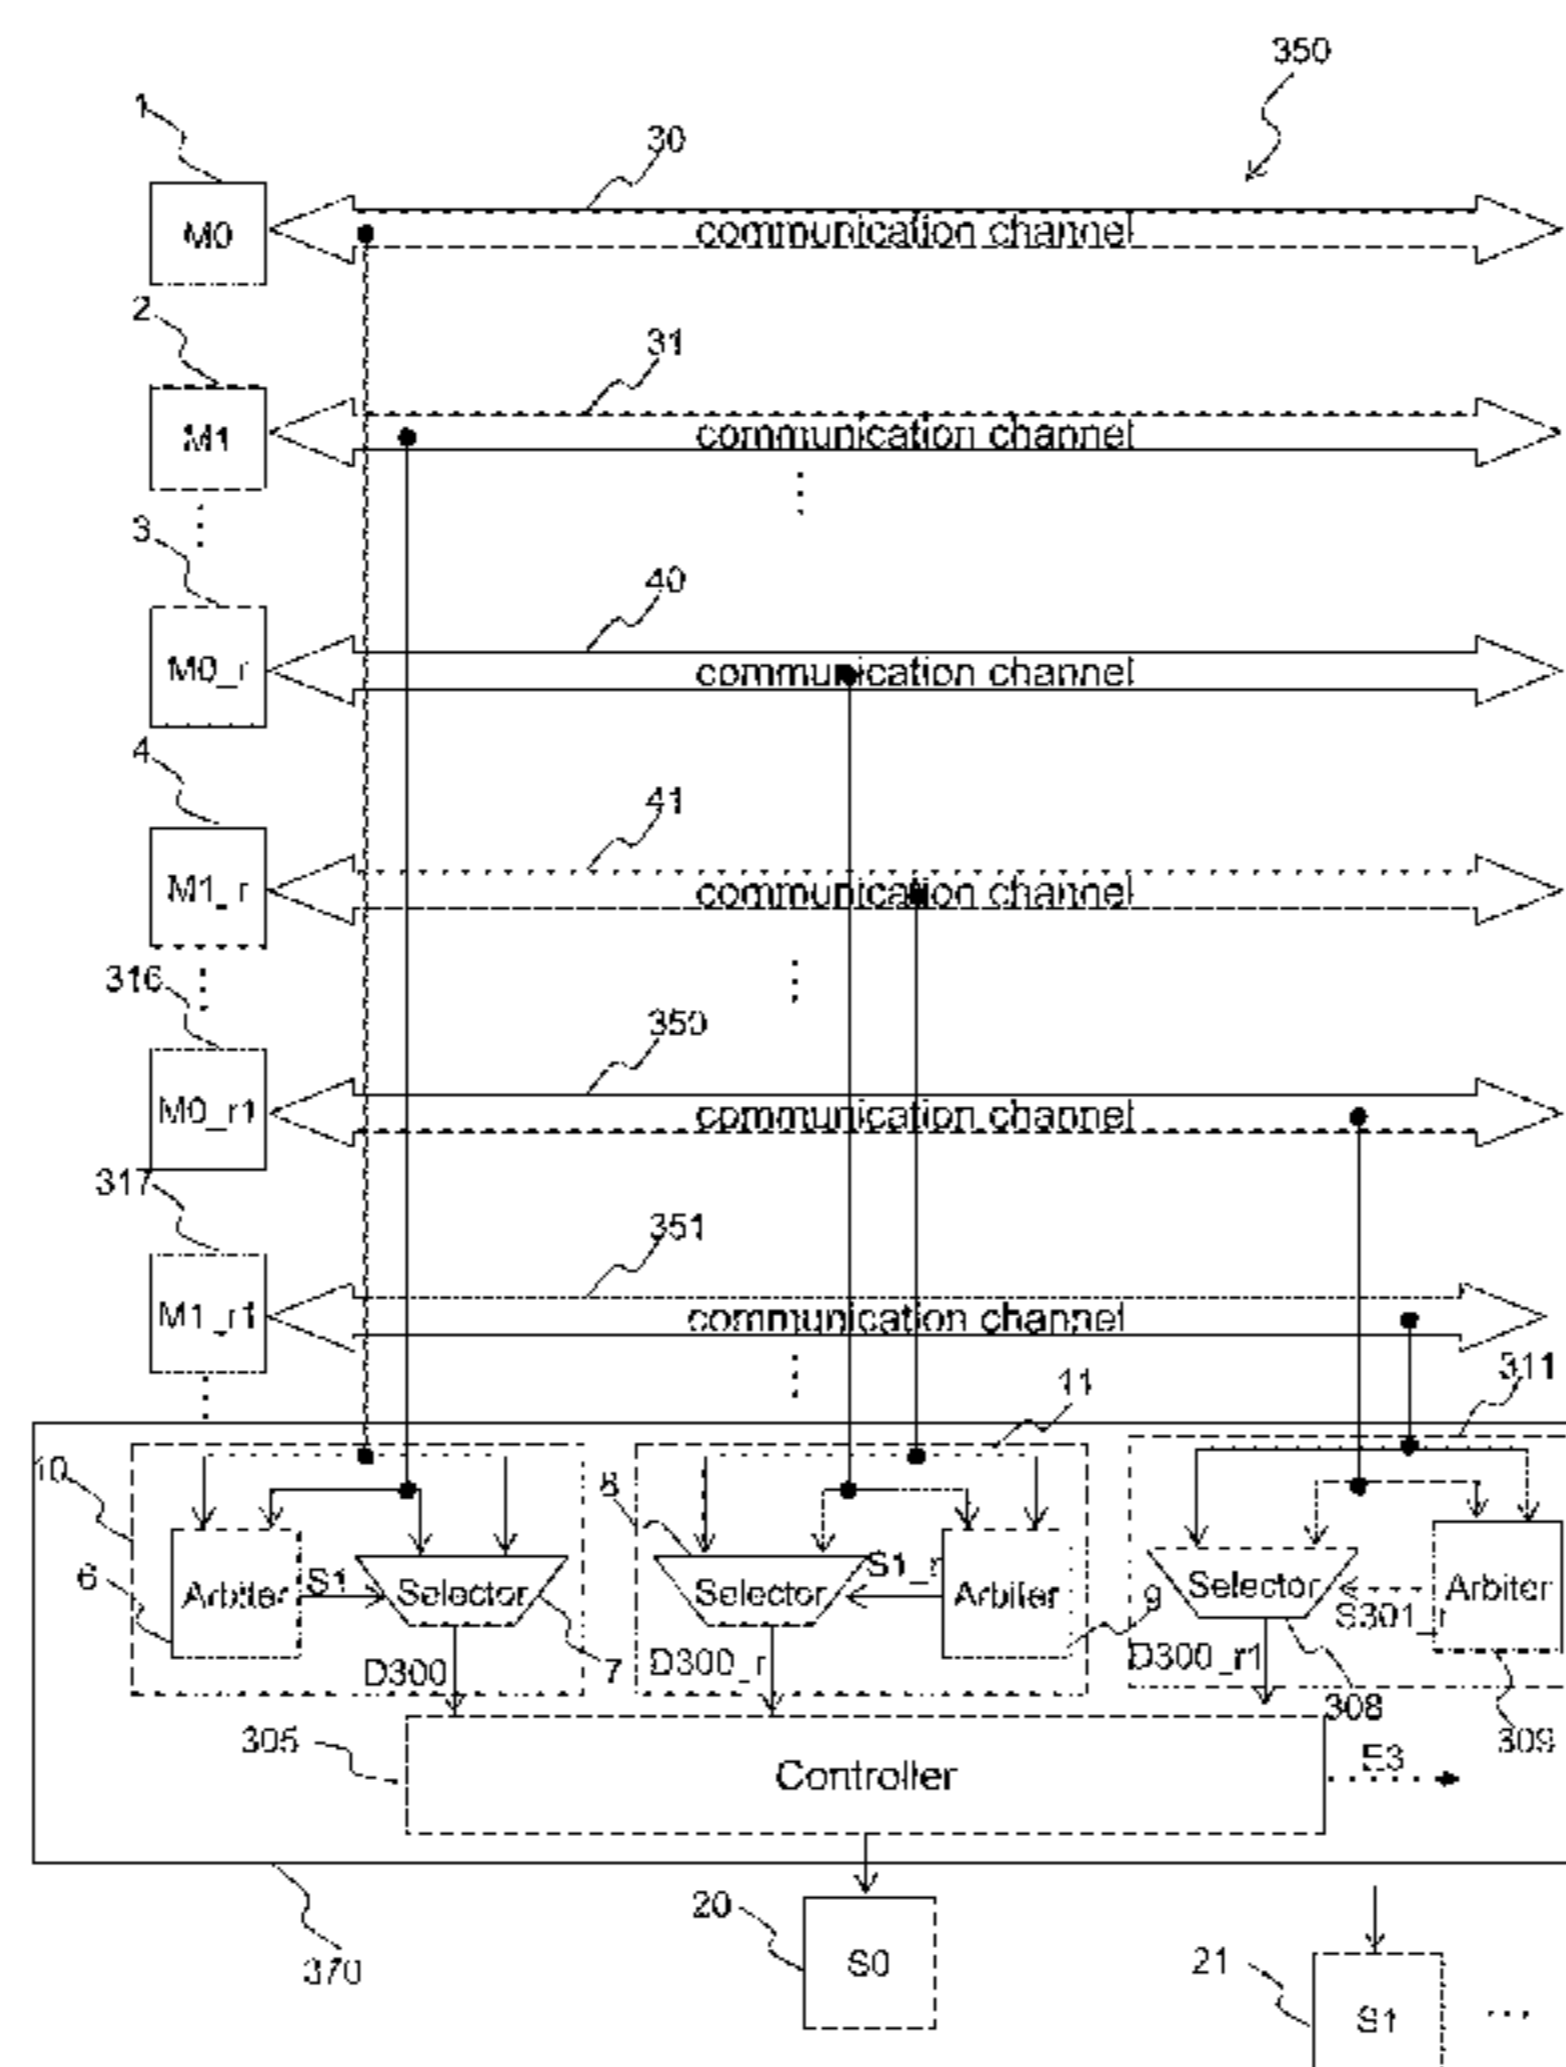 350
1
30
M0
communication channel
2
31
M1
communication channel
3
40
M0_r
communication channel
4
41
M1_r
communication channel
316
350
M0_r1
communication channel
317
351
M1_r1
communication channel
11
311
10
8
6
Arbiter
S1
Selector
Selector
S1_r
Arbiter
9
Selector
S301_r
Arbiter
D300
7
D300_r
D300_r1
308
309
305
Controller
E3
20
S0
370
21
S1
...